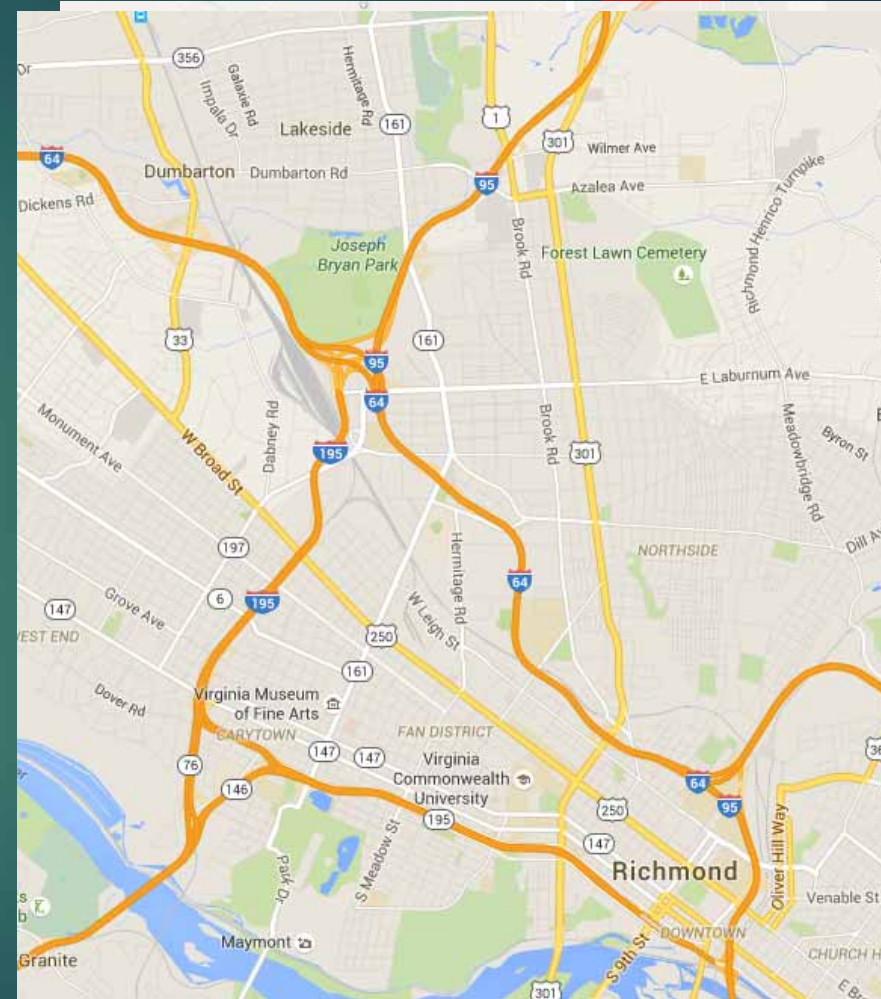 356
Galaxie Rd
Impala Dr
Hermitage Rd
Lakeside
161
1
301
Wilmer Ave
64
Dumbarton
Dumbarton Rd
95
Azalea Ave
Dickens Rd
Richmond Henrico Turnpike
Joseph
Bryan Park
Brook Rd
Forest Lawn Cemetery
33
161
95
64
E Laburnum Ave
Monument Ave
Dabney Rd
W Broad St
195
Brook Rd
301
Meadowbridge Rd
Byron St
197
Hermitage Rd
NORTHSIDE
Dill
64
6
195
147
Grove Ave
W Leigh St
250
161
Dover Rd
Virginia Museum
of Fine Arts
CARYTOWN
FAN DISTRICT
147
147
76
146
Virginia
Commonwealth
University
195
64
95
250
147
Oliver Hill Way
Richmond
Park Dr
S Meadow St
Venable St
Maymont
DOWNTOWN
S 9th St
Granite
301